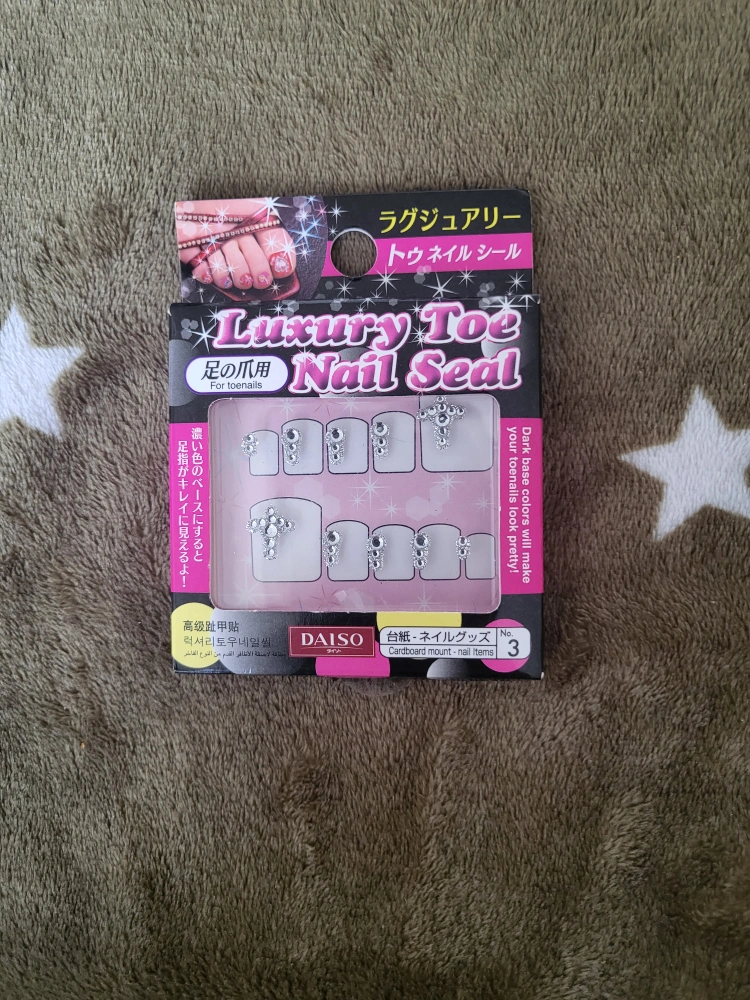 ラグジュアリー
トゥ ネイル シール
Luxury Toe
Nail Seal
足の爪用
For toenails
濃い色のベースにすると
足指がキレイに見えるよ!
Dark base colors will make
your toenails look pretty!
高级趾甲贴
럭셔리토우네일씰
DAISO
ダイソー
台紙-ネイルグッズ
Cardboard mount - nail Items
No.
3